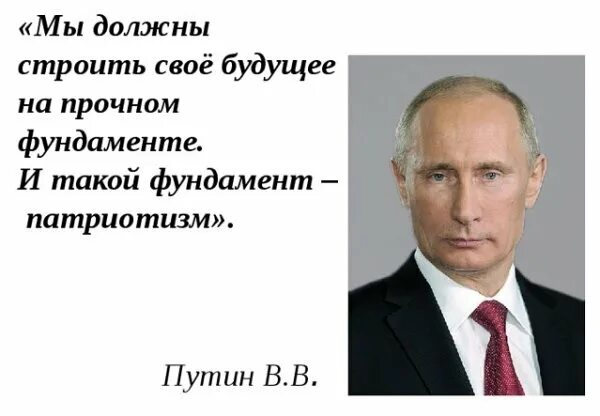 «Мы должны
строить своё будущее
на прочном
фундаменте.
И такой фундамент –
патриотизм».
Путин В.В.